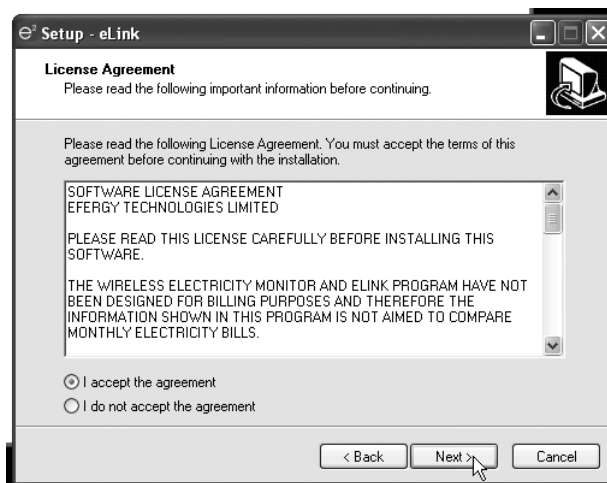 e² Setup - eLink
License Agreement
Please read the following important information before continuing.
Please read the following License Agreement. You must accept the terms of this
agreement before continuing with the installation.
SOFTWARE LICENSE AGREEMENT
EFERGY TECHNOLOGIES LIMITED
PLEASE READ THIS LICENSE CAREFULLY BEFORE INSTALLING THIS
SOFTWARE.
THE WIRELESS ELECTRICITY MONITOR AND ELINK PROGRAM HAVE NOT
BEEN DESIGNED FOR BILLING PURPOSES AND THEREFORE THE
INFORMATION SHOWN IN THIS PROGRAM IS NOT AIMED TO COMPARE
MONTHLY ELECTRICITY BILLS.
I accept the agreement
I do not accept the agreement
< Back Next > Cancel